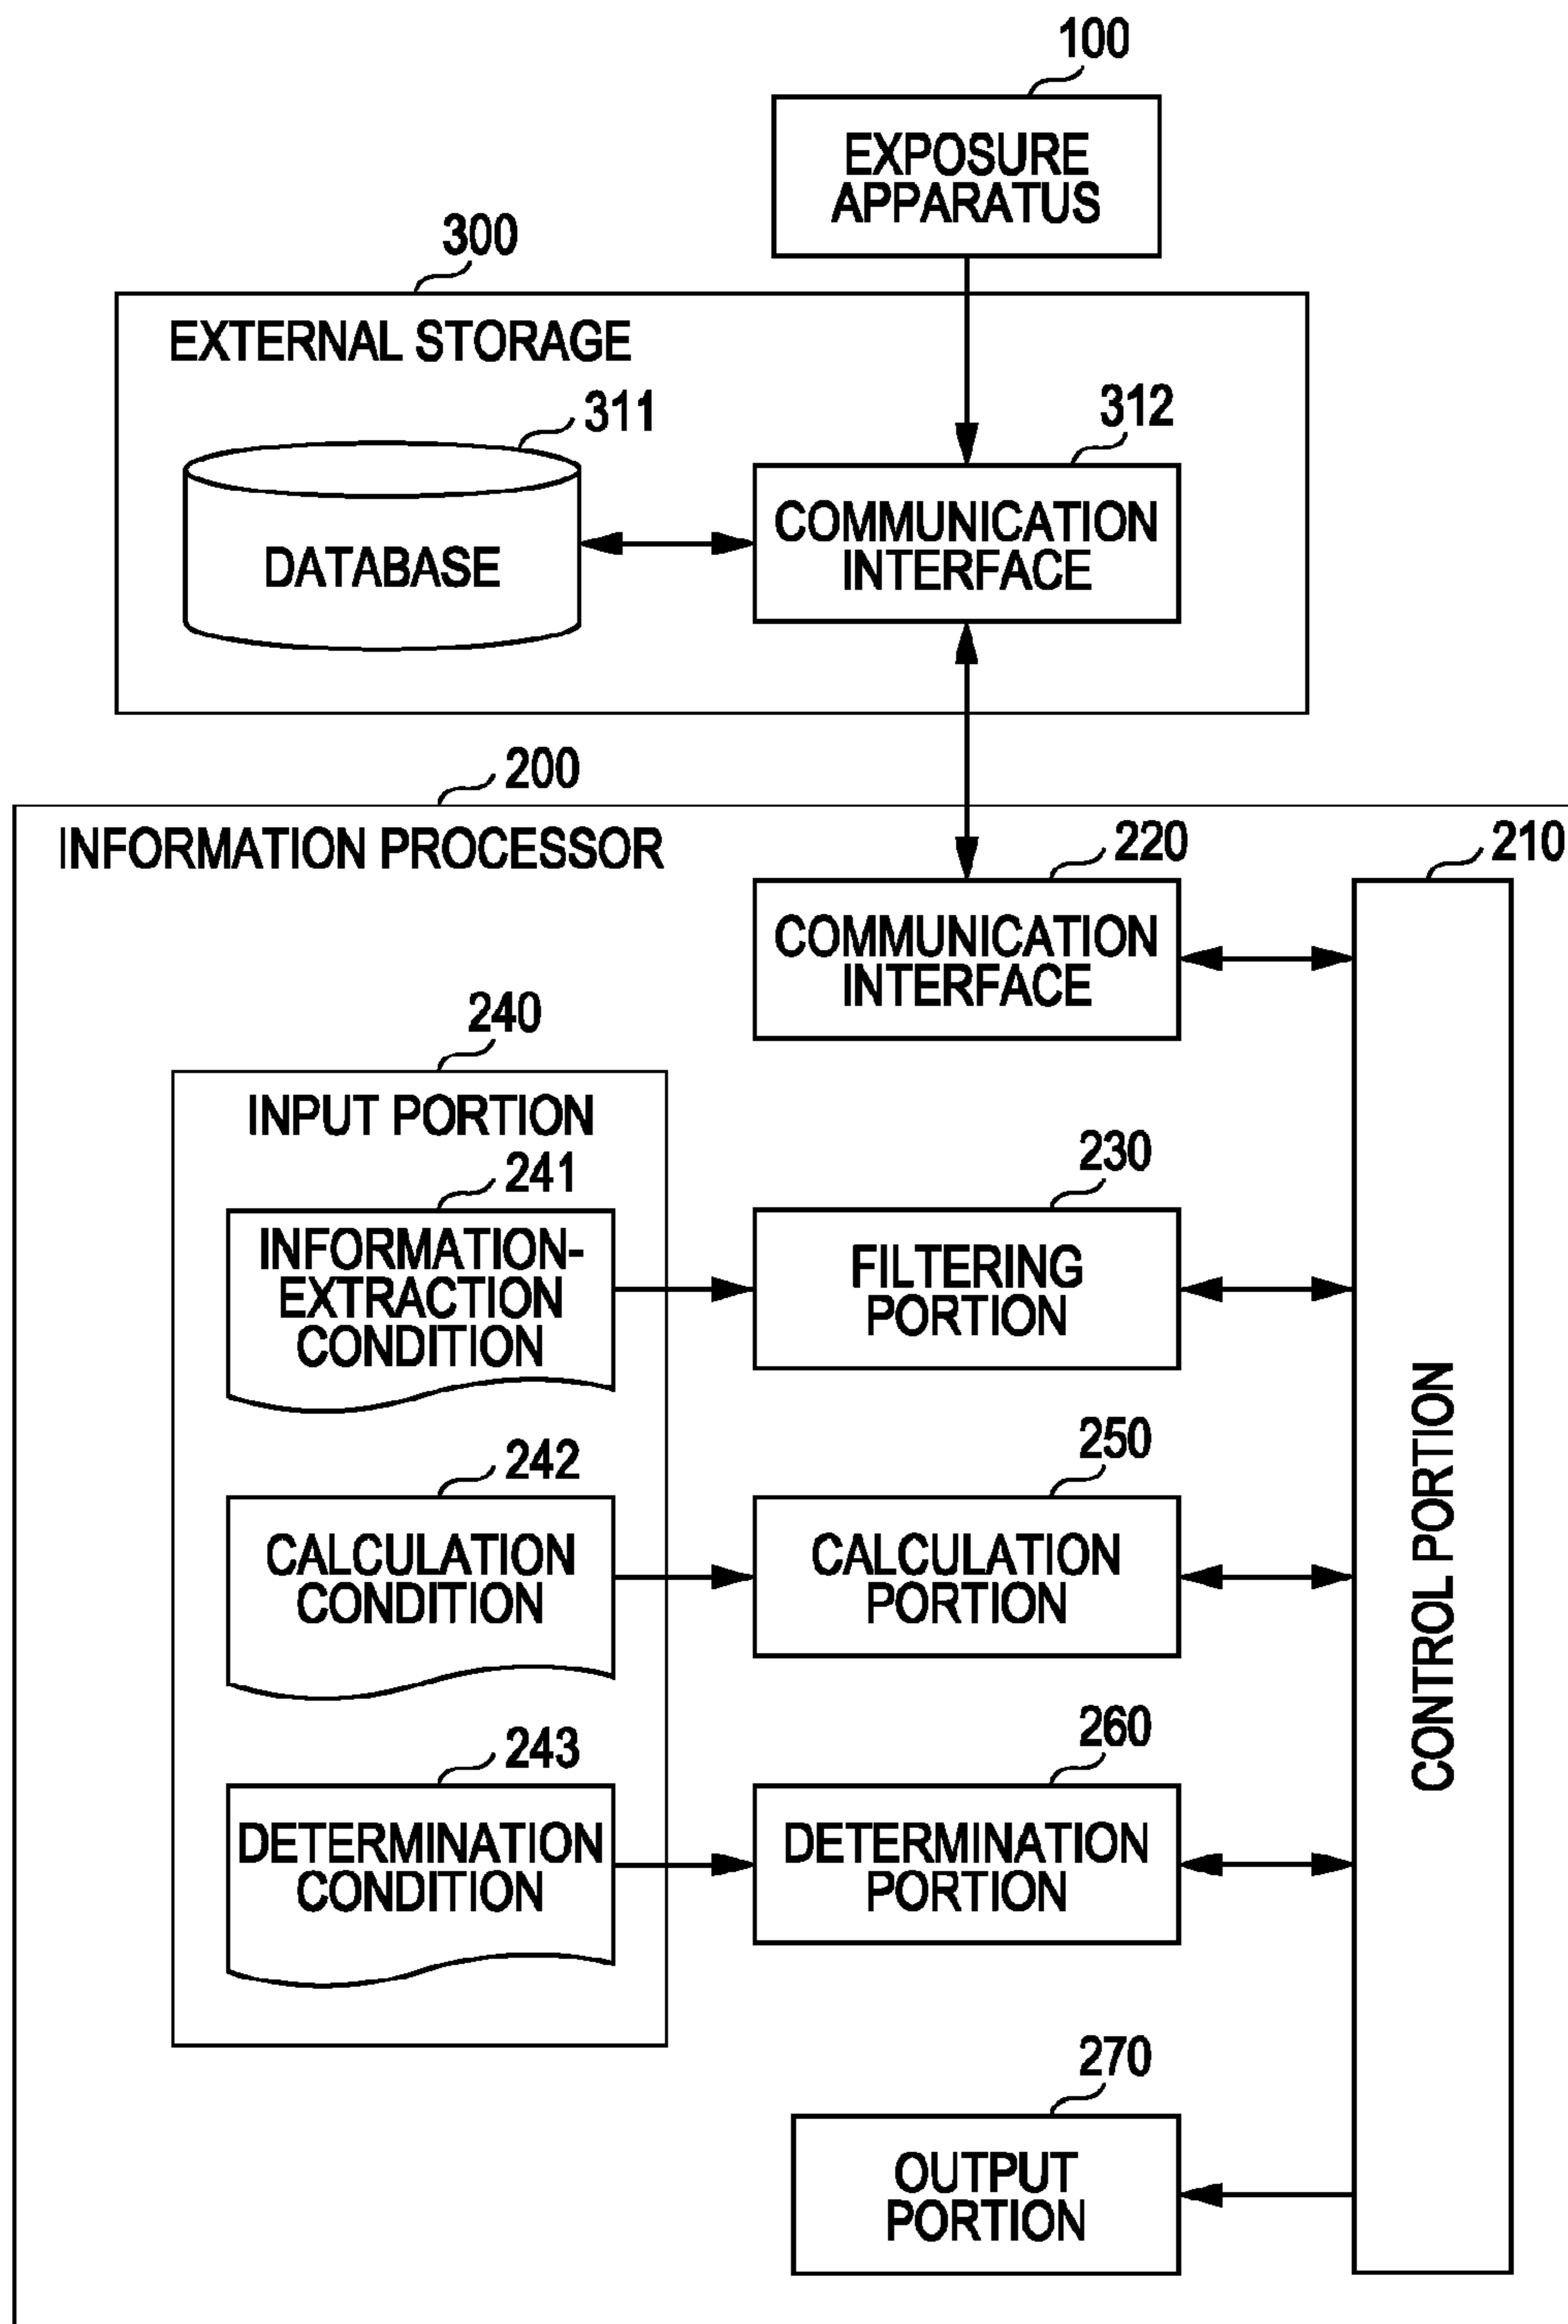 100
EXPOSURE
APPARATUS
300
EXTERNAL STORAGE
311
312
DATABASE
COMMUNICATION
INTERFACE
200
INFORMATION PROCESSOR
220
210
COMMUNICATION
INTERFACE
240
INPUT PORTION
241
230
INFORMATION-
EXTRACTION
CONDITION
FILTERING
PORTION
242
250
CALCULATION
CONDITION
CALCULATION
PORTION
CONTROL PORTION
243
260
DETERMINATION
CONDITION
DETERMINATION
PORTION
270
OUTPUT
PORTION